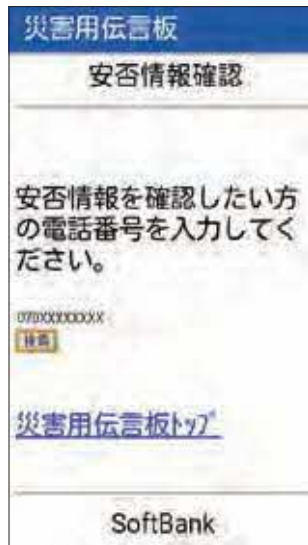 災害用伝言板
安否情報確認
安否情報を確認したい方
の電話番号を入力してく
ださい。
070XXXXXXXX
検索
災害用伝言板ﾄｯﾌﾟ
SoftBank